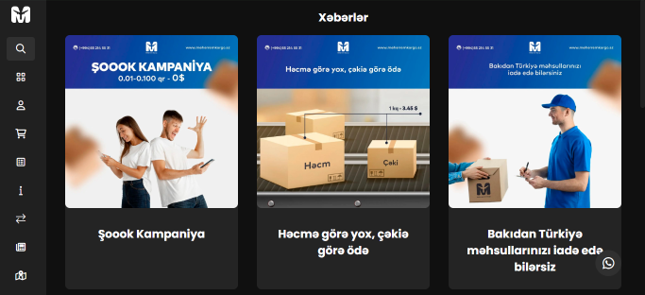 Xəbərlər
ŞOOOK KAMPANİYA
0.01-0.100 qr - 0$
Həcmə görə yox, çəkiə görə ödə
1 kq - 3.45 $
Həcm
Çəki
Bakıdan Türkiyə məhsullarınızı
iadə edə bilərsiniz
Şoook Kampaniya
Həcmə görə yox, çəkiə
görə ödə
Bakıdan Türkiyə
məhsullarınızı iadə edə
bilərsiz